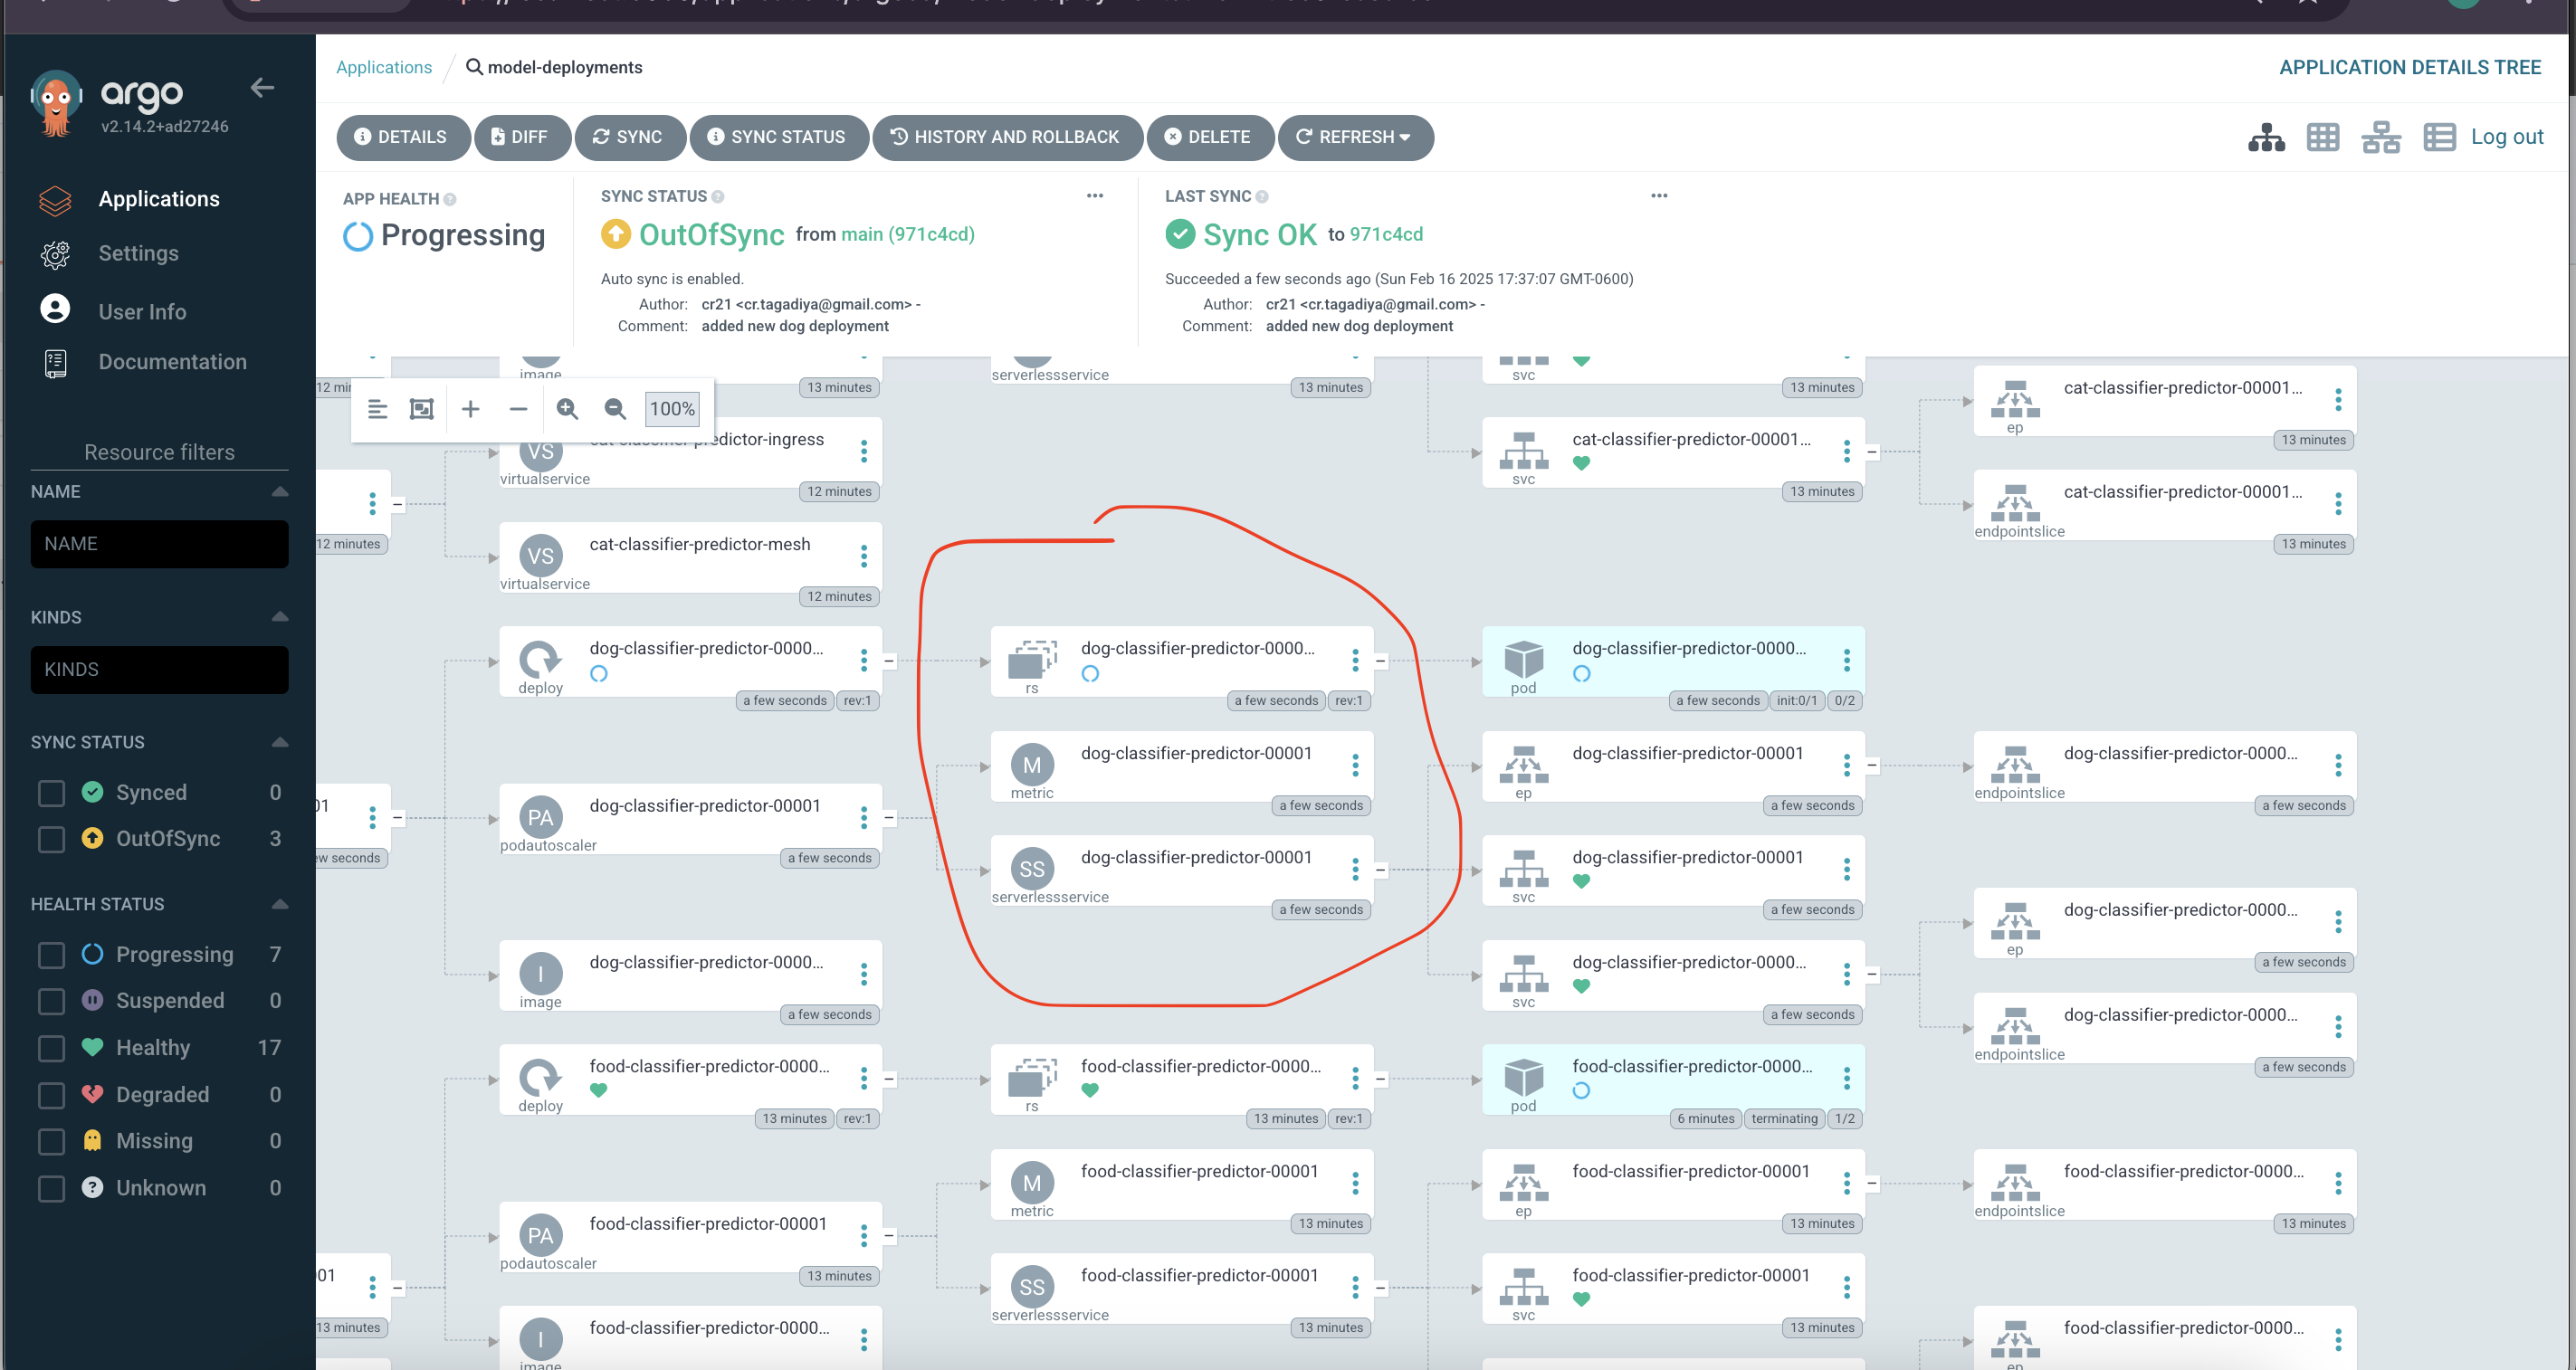 argo
v2.14.2+ad27246
Applications
Settings
User Info
Documentation
Resource filters
NAME
NAME
KINDS
KINDS
SYNC STATUS
Synced 0
OutOfSync 3
HEALTH STATUS
Progressing 7
Suspended 0
Healthy 17
Degraded 0
Missing 0
Unknown 0
Applications / model-deployments
APPLICATION DETAILS TREE
DETAILS DIFF SYNC SYNC STATUS HISTORY AND ROLLBACK DELETE REFRESH
Log out
APP HEALTH
Progressing
SYNC STATUS
OutOfSync from main (971c4cd)
Auto sync is enabled.
Author: cr21 <cr.tagadiya@gmail.com> -
Comment: added new dog deployment
LAST SYNC
Sync OK to 971c4cd
Succeeded a few seconds ago (Sun Feb 16 2025 17:37:07 GMT-0600)
Author: cr21 <cr.tagadiya@gmail.com> -
Comment: added new dog deployment
100%
image
13 minutes
serverlessservice
13 minutes
svc
13 minutes
cat-classifier-predictor-00001...
ep
13 minutes
cat-classifier-predictor-ingress
VS
virtualservice
12 minutes
cat-classifier-predictor-00001...
svc
13 minutes
cat-classifier-predictor-00001...
endpointslice
13 minutes
12 minutes
cat-classifier-predictor-mesh
VS
virtualservice
12 minutes
dog-classifier-predictor-0000...
deploy
a few seconds rev:1
dog-classifier-predictor-0000...
rs
a few seconds rev:1
dog-classifier-predictor-0000...
pod
a few seconds init:0/1 0/2
dog-classifier-predictor-00001
M
metric
a few seconds
dog-classifier-predictor-00001
ep
a few seconds
dog-classifier-predictor-0000...
endpointslice
a few seconds
dog-classifier-predictor-00001
PA
podautoscaler
a few seconds
dog-classifier-predictor-00001
SS
serverlessservice
a few seconds
dog-classifier-predictor-00001
svc
a few seconds
dog-classifier-predictor-0000...
ep
a few seconds
dog-classifier-predictor-0000...
I
image
a few seconds
dog-classifier-predictor-0000...
svc
a few seconds
dog-classifier-predictor-0000...
endpointslice
a few seconds
food-classifier-predictor-0000...
deploy
13 minutes rev:1
food-classifier-predictor-0000...
rs
13 minutes rev:1
food-classifier-predictor-0000...
pod
6 minutes terminating 1/2
food-classifier-predictor-00001
M
metric
13 minutes
food-classifier-predictor-00001
ep
13 minutes
food-classifier-predictor-0000...
endpointslice
13 minutes
food-classifier-predictor-00001
PA
podautoscaler
13 minutes
food-classifier-predictor-00001
SS
serverlessservice
13 minutes
food-classifier-predictor-00001
svc
13 minutes
01
13 minutes
food-classifier-predictor-0000...
I
image
food-classifier-predictor-0000...
ep